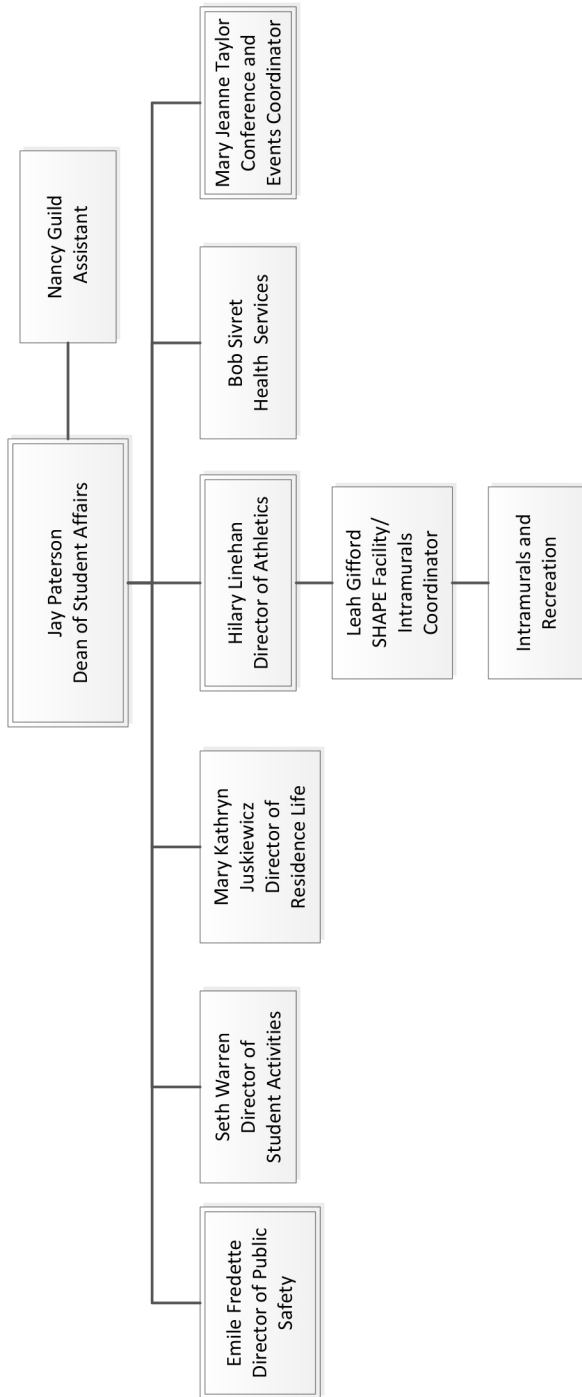 Jay Paterson
Dean of Student Affairs
Nancy Guild
Assistant
Emile Fredette
Director of Public
Safety
Seth Warren
Director of
Student Activities
Mary Kathryn
Juskiewicz
Director of
Residence Life
Hilary Linehan
Director of Athletics
Bob Sivret
Health Services
Mary Jeanne Taylor
Conference and
Events Coordinator
Leah Gifford
SHAPE Facility/
Intramurals
Coordinator
Intramurals and
Recreation